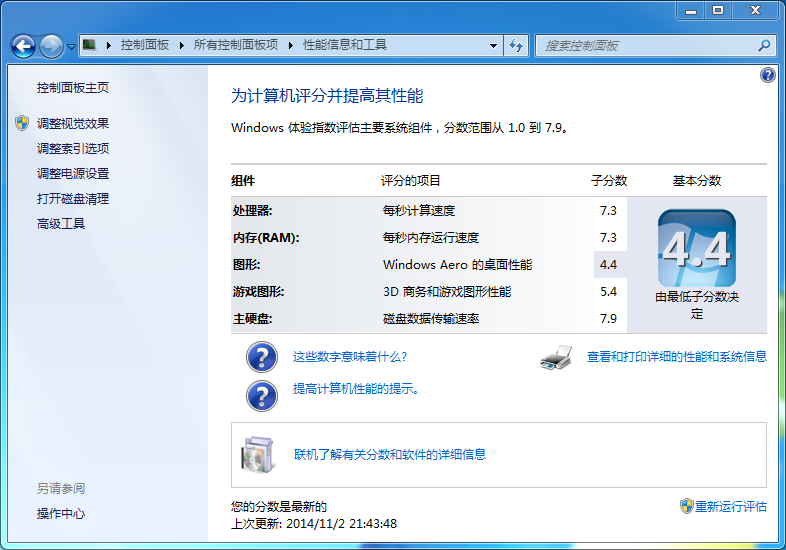 控制面板 ▸ 所有控制面板项 ▸ 性能信息和工具
搜索控制面板
控制面板主页
调整视觉效果
调整索引选项
调整电源设置
打开磁盘清理
高级工具
另请参阅
操作中心
为计算机评分并提高其性能
Windows 体验指数评估主要系统组件，分数范围从 1.0 到 7.9。
组件 评分的项目 子分数 基本分数
处理器: 每秒计算速度 7.3
内存(RAM): 每秒内存运行速度 7.3
图形: Windows Aero 的桌面性能 4.4
游戏图形: 3D 商务和游戏图形性能 5.4
主硬盘: 磁盘数据传输速率 7.9
4.4
由最低子分数决
定
这些数字意味着什么?
查看和打印详细的性能和系统信息
提高计算机性能的提示。
联机了解有关分数和软件的详细信息
您的分数是最新的
上次更新: 2014/11/2 21:43:48
重新运行评估